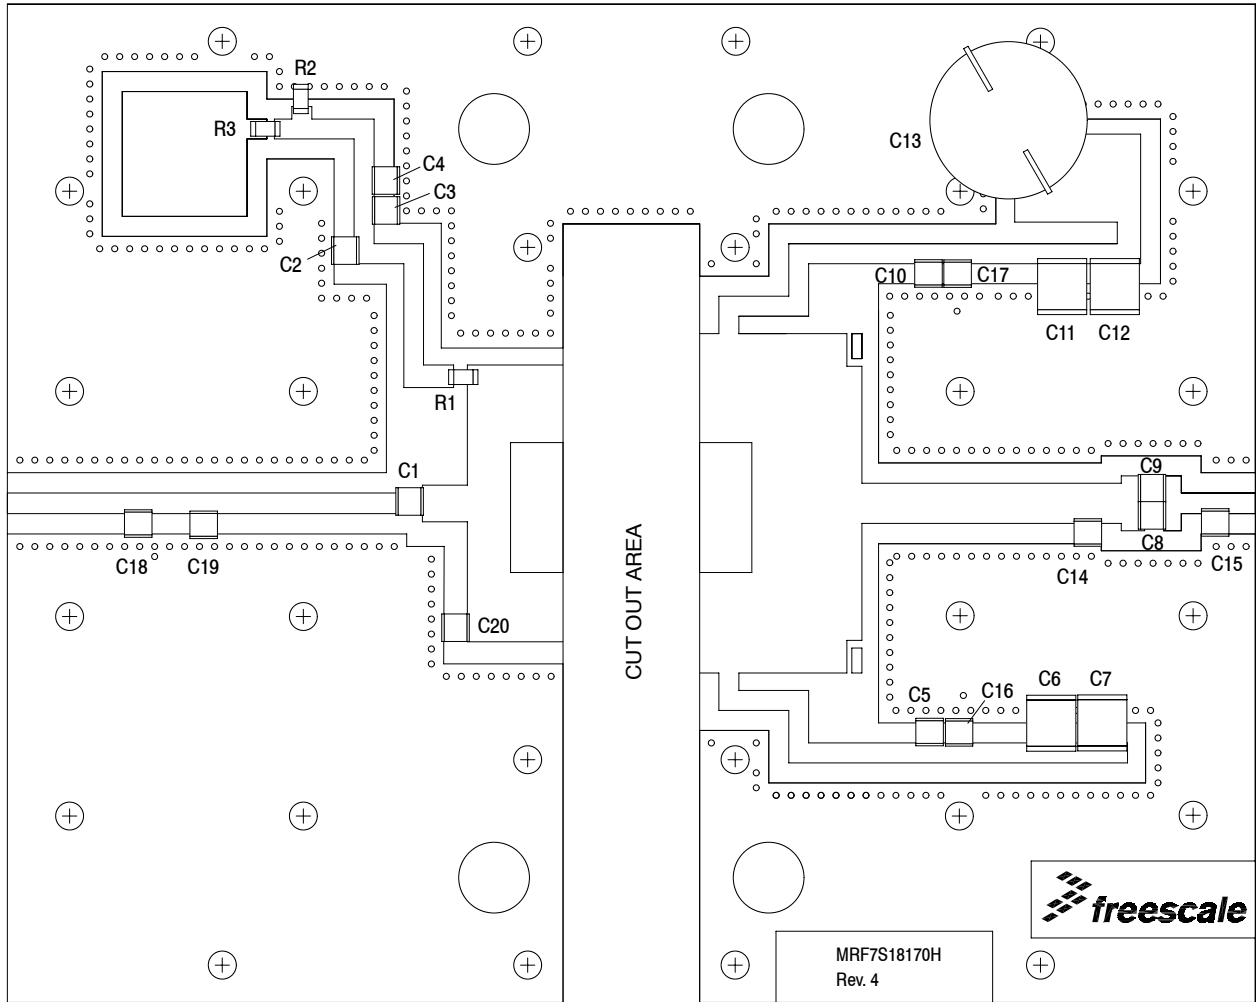 R2
R3
C13
C4
C3
C2
C10
C17
C11
C12
R1
C1
C9
C18
C19
C8
C14
C15
C20
CUT OUT AREA
C5
C16
C6
C7
freescale
MRF7S18170H
Rev. 4